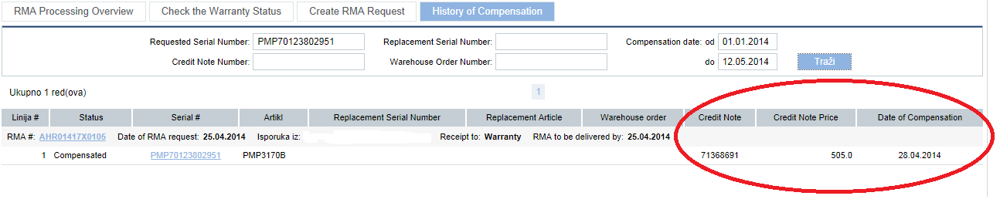 RMA Processing Overview Check the Warranty Status Create RMA Request History of Compensation
Requested Serial Number: PMP70123802951 Replacement Serial Number: Compensation date: od 01.01.2014
Credit Note Number: Warehouse Order Number: do 12.05.2014 Traži
Ukupno 1 red(ova) 1
Linija # Status Serial # Artikl Replacement Serial Number Replacement Article Warehouse order Credit Note Credit Note Price Date of Compensation
RMA #: AHR01417X0105 Date of RMA request: 25.04.2014 Isporuka iz: Receipt to: Warranty RMA to be delivered by: 25.04.2014
1 Compensated PMP70123802951 PMP3170B 71368691 505.0 28.04.2014